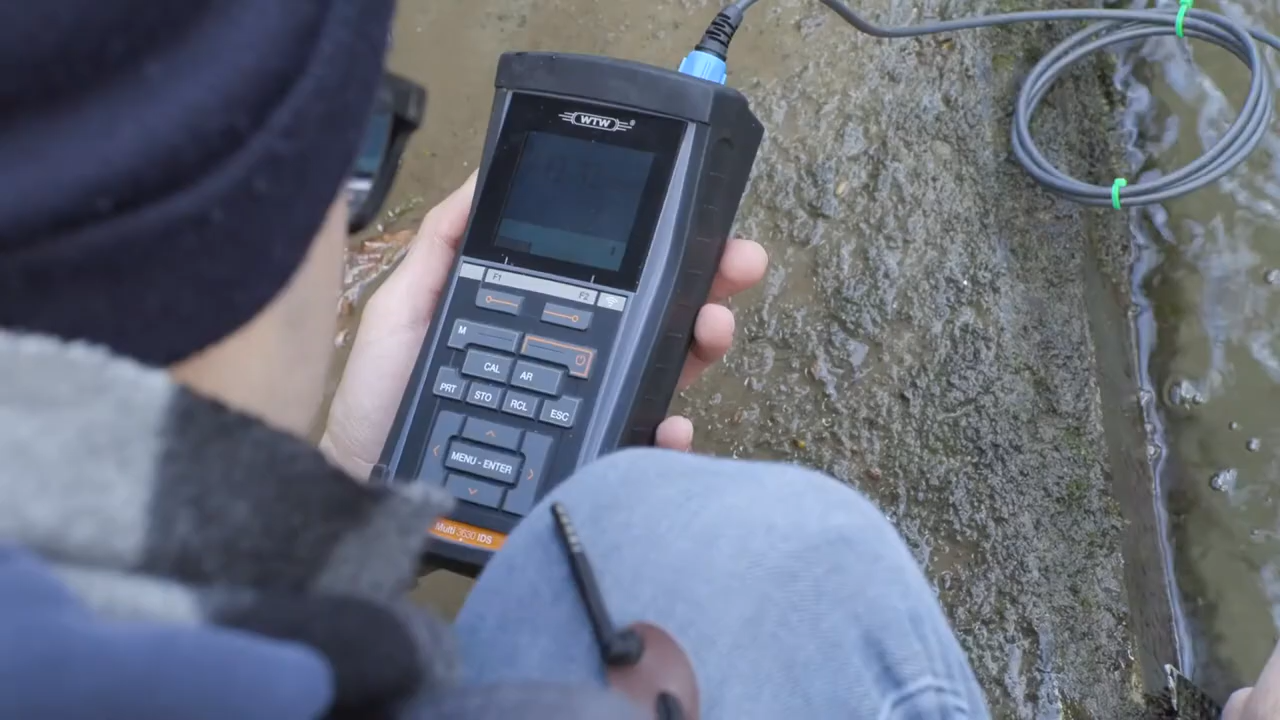 WTW®
F1
F2
M
CAL
AR
PRT
STO
RCL
ESC
MENU - ENTER
Multi 3630 IDS